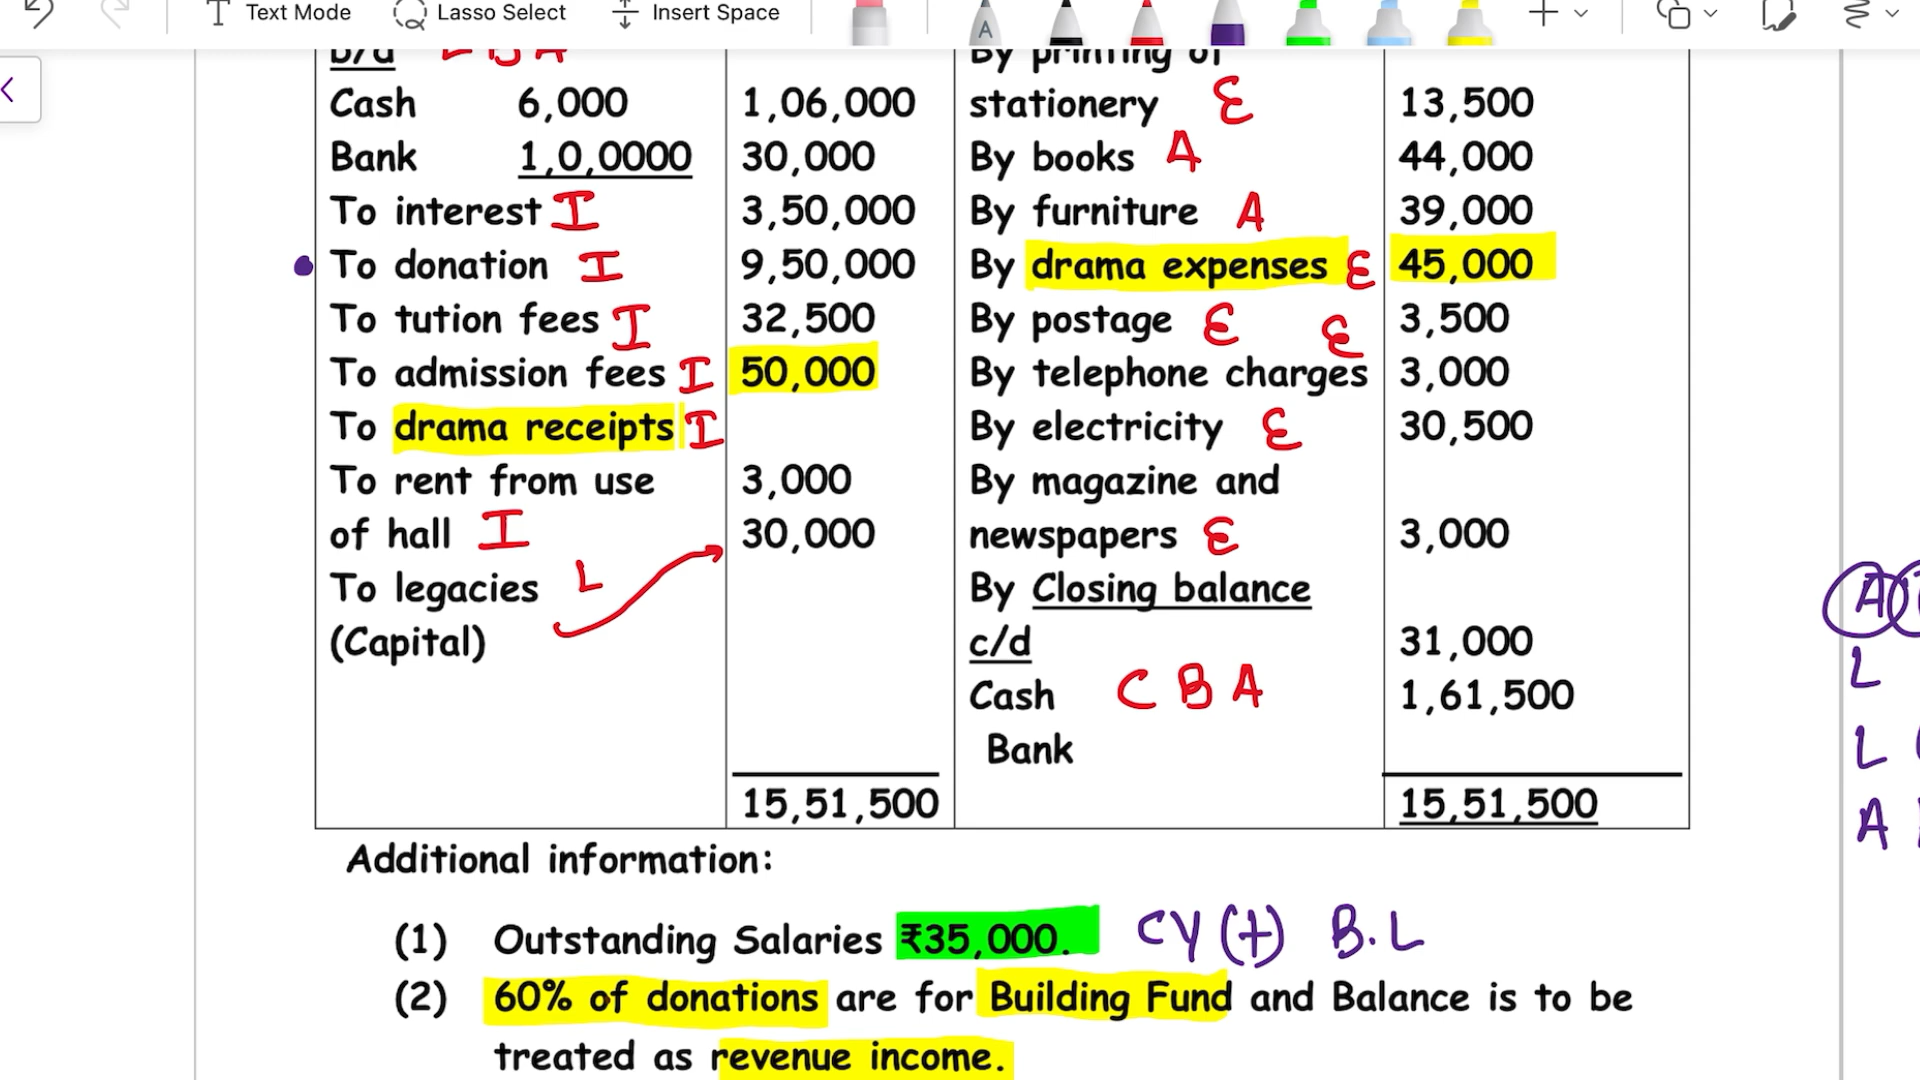 Text Mode Lasso Select Insert Space
A
b/d By printing of
Cash 6,000 1,06,000 stationery E 13,500
Bank 1,0,0000 30,000 By books A 44,000
To interest I 3,50,000 By furniture A 39,000
To donation I 9,50,000 By drama expenses E 45,000
To tution fees I 32,500 By postage E E 3,500
To admission fees I 50,000 By telephone charges 3,000
To drama receipts I By electricity E 30,500
To rent from use 3,000 By magazine and
of hall I 30,000 newspapers E 3,000
To legacies L By Closing balance
(Capital) c/d 31,000
Cash C B A 1,61,500
Bank
15,51,500 15,51,500
A
L
L
A
Additional information:
(1) Outstanding Salaries ₹35,000. CY (+) B.L
(2) 60% of donations are for Building Fund and Balance is to be
treated as revenue income.